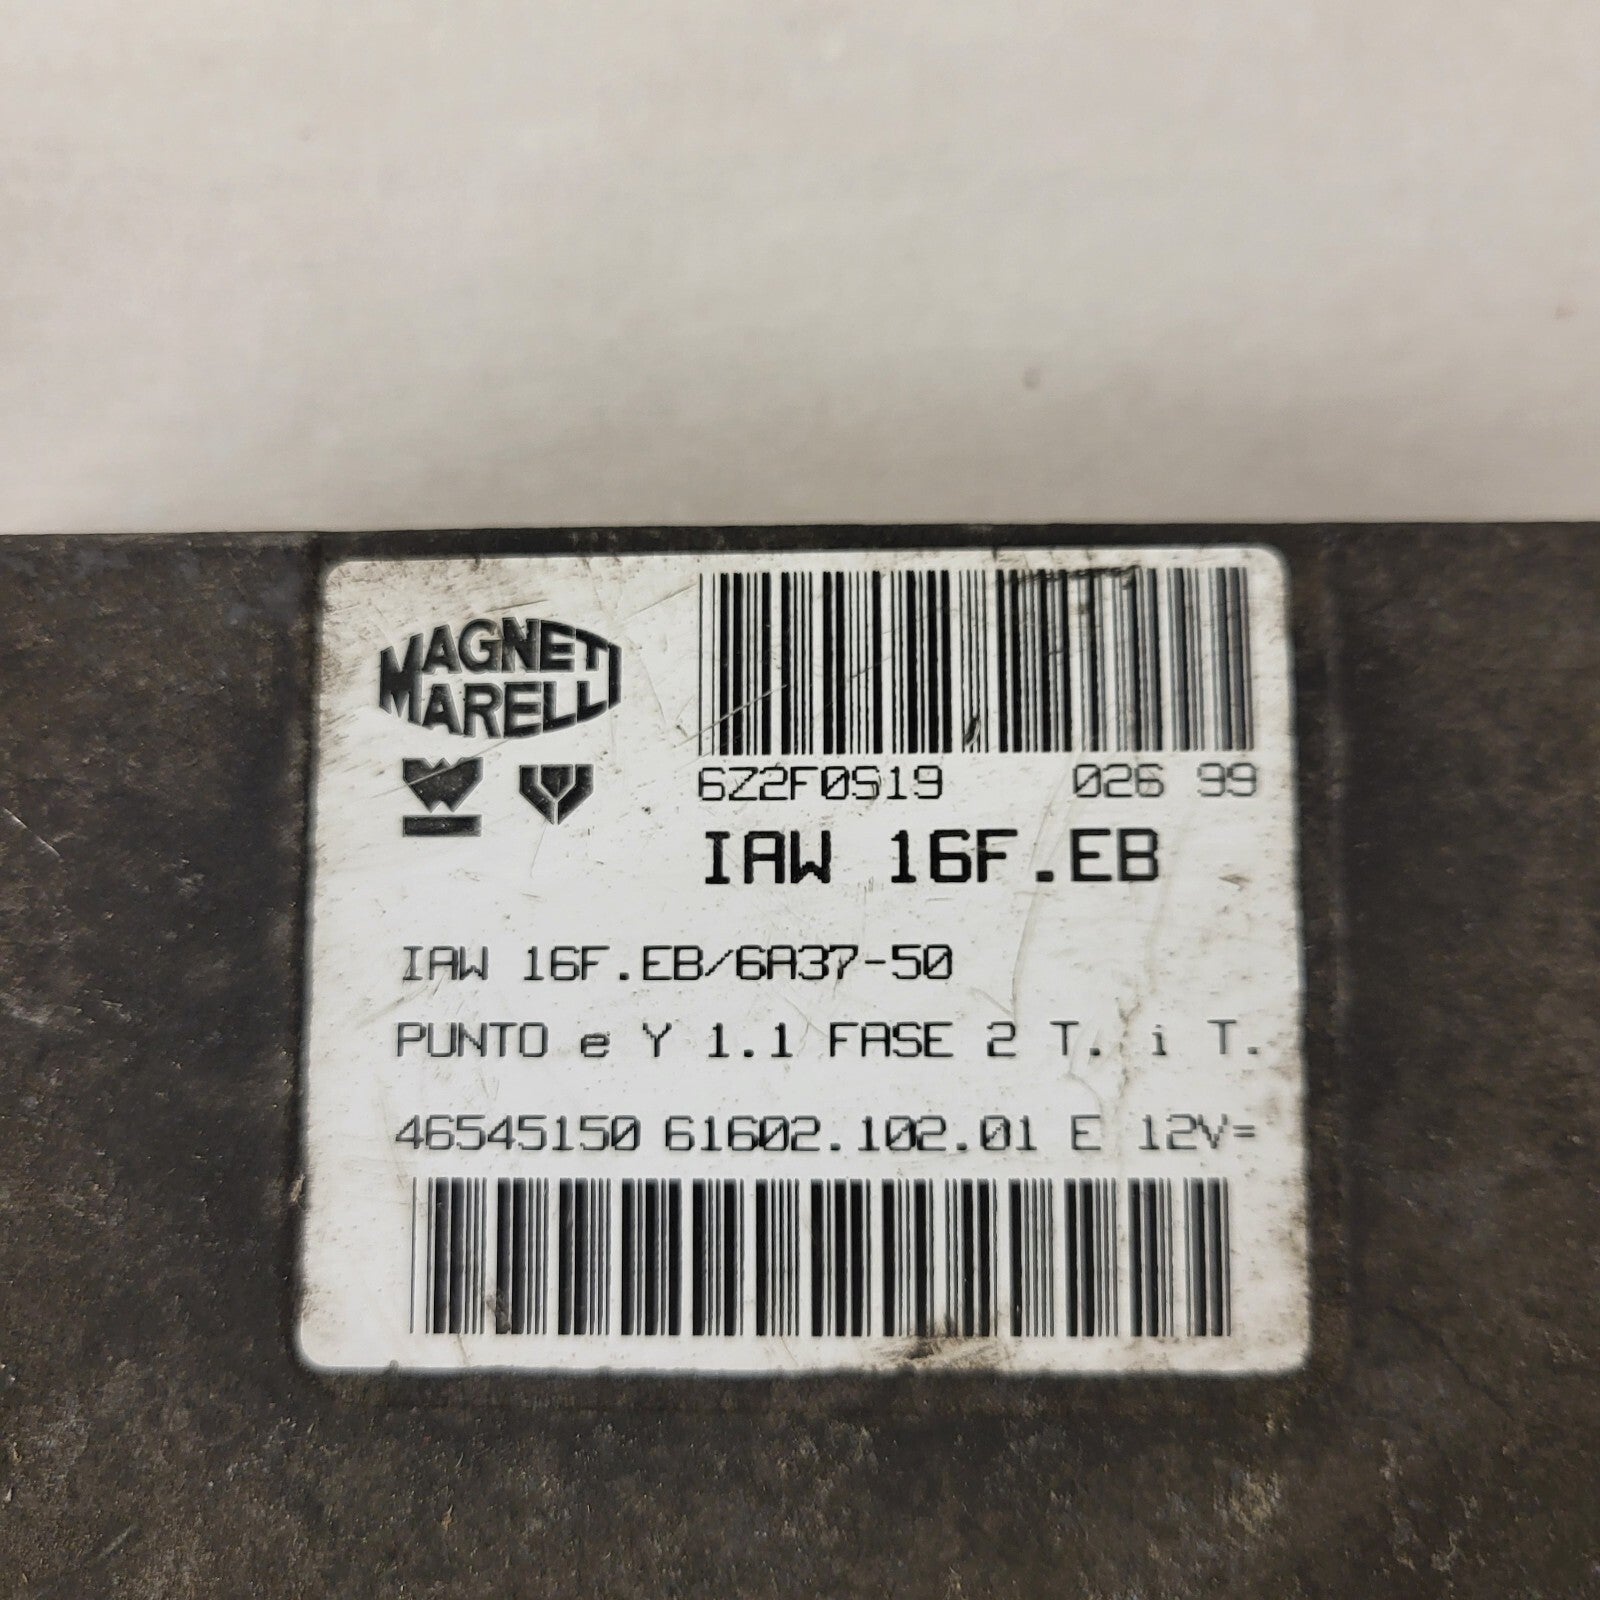 MAGNETI
MARELLI
6Z2F0S19 026 99
IAW 16F.EB
IAW 16F.EB/6A37-50
PUNTO e Y 1.1 FASE 2 T. i T.
46545150 61602.102.01 E 12V=